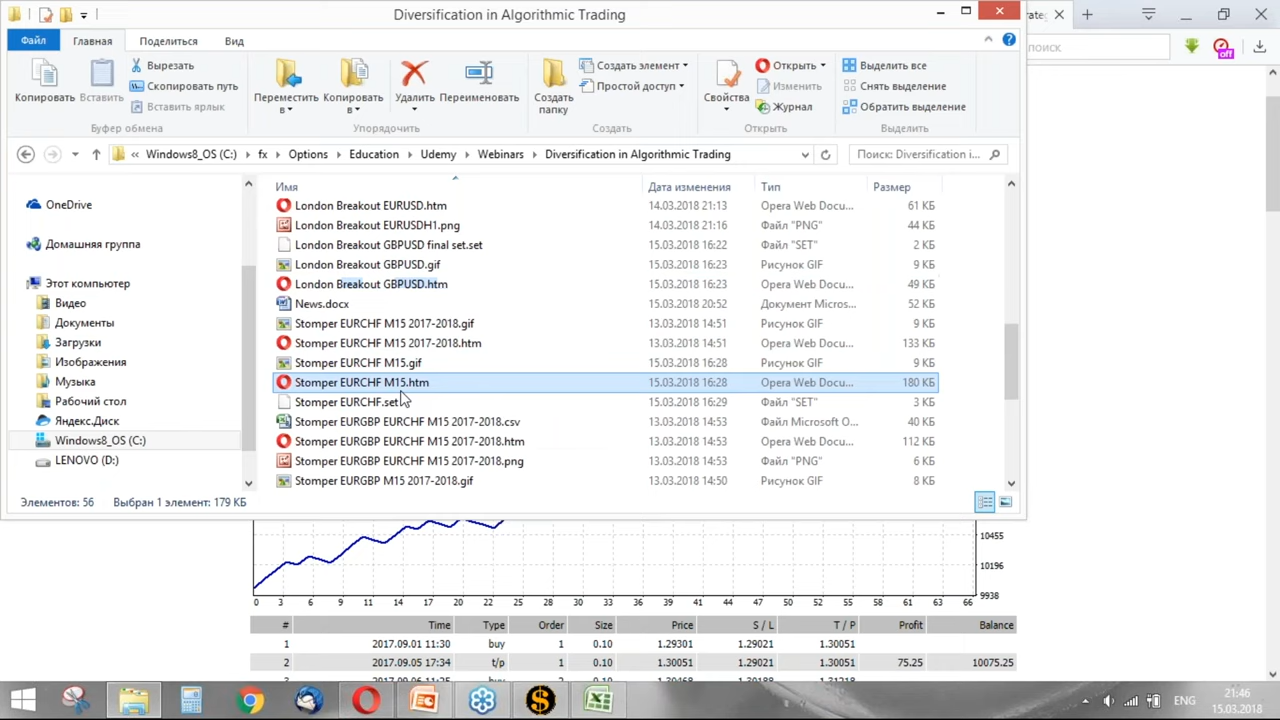 Diversification in Algorithmic Trading
Файл
Главная
Поделиться
Вид
Копировать
Вставить
Вырезать
Скопировать путь
Вставить ярлык
Буфер обмена
Переместить в
Копировать в
Удалить
Переименовать
Упорядочить
Создать папку
Создать элемент
Простой доступ
Создать
Свойства
Открыть
Изменить
Журнал
Открыть
Выделить все
Снять выделение
Обратить выделение
Выделить
поиск
off
« Windows8_OS (C:) fx Options Education Udemy Webinars Diversification in Algorithmic Trading
Поиск: Diversification i...
OneDrive
Домашняя группа
Этот компьютер
Видео
Документы
Загрузки
Изображения
Музыка
Рабочий стол
Яндекс.Диск
Windows8_OS (C:)
LENOVO (D:)
Имя Дата изменения Тип Размер
London Breakout EURUSD.htm 14.03.2018 21:13 Opera Web Docu... 61 КБ
London Breakout EURUSDH1.png 14.03.2018 21:16 Файл "PNG" 44 КБ
London Breakout GBPUSD final set.set 15.03.2018 16:22 Файл "SET" 2 КБ
London Breakout GBPUSD.gif 15.03.2018 16:23 Рисунок GIF 9 КБ
London Breakout GBPUSD.htm 15.03.2018 16:23 Opera Web Docu... 49 КБ
News.docx 15.03.2018 20:52 Документ Micros... 52 КБ
Stomper EURCHF M15 2017-2018.gif 13.03.2018 14:51 Рисунок GIF 9 КБ
Stomper EURCHF M15 2017-2018.htm 13.03.2018 14:51 Opera Web Docu... 133 КБ
Stomper EURCHF M15.gif 15.03.2018 16:28 Рисунок GIF 9 КБ
Stomper EURCHF M15.htm 15.03.2018 16:28 Opera Web Docu... 180 КБ
Stomper EURCHF.set 15.03.2018 16:29 Файл "SET" 3 КБ
Stomper EURGBP EURCHF M15 2017-2018.csv 13.03.2018 14:53 Файл Microsoft O... 40 КБ
Stomper EURGBP EURCHF M15 2017-2018.htm 13.03.2018 14:53 Opera Web Docu... 112 КБ
Stomper EURGBP EURCHF M15 2017-2018.png 13.03.2018 14:53 Файл "PNG" 6 КБ
Stomper EURGBP M15 2017-2018.gif 13.03.2018 14:50 Рисунок GIF 8 КБ
Элементов: 56 Выбран 1 элемент: 179 КБ
10455
10196
9938
0 3 6 9 11 14 17 20 22 25 28 30 33 36 39 41 44 47 50 52 55 58 61 63 66
# Time Type Order Size Price S / L T / P Profit Balance
1 2017.09.01 11:30 buy 1 0.10 1.29301 1.29021 1.30051
2 2017.09.05 17:34 t/p 1 0.10 1.30051 1.29021 1.30051 75.25 10075.25
ENG
21:46
15.03.2018